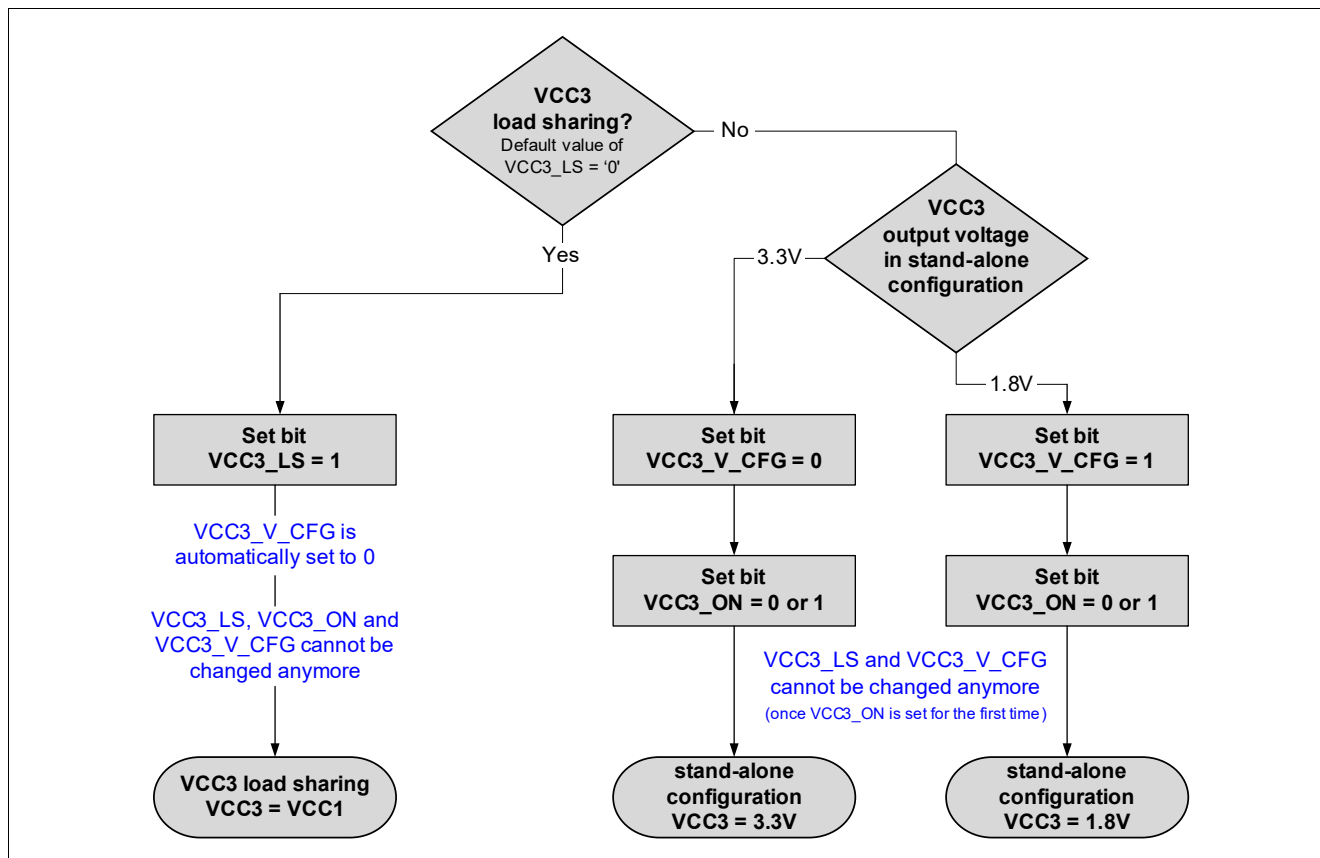 VCC3
load sharing?
Default value of
VCC3_LS = ‘0'
No
Yes
VCC3
output voltage
in stand-alone
configuration
3.3V
1.8V
Set bit
VCC3_LS = 1
VCC3_V_CFG is
automatically set to 0
VCC3_LS, VCC3_ON and
VCC3_V_CFG cannot be
changed anymore
VCC3 load sharing
VCC3 = VCC1
Set bit
VCC3_V_CFG = 0
Set bit
VCC3_ON = 0 or 1
Set bit
VCC3_V_CFG = 1
Set bit
VCC3_ON = 0 or 1
VCC3_LS and VCC3_V_CFG
cannot be changed anymore
(once VCC3_ON is set for the first time)
stand-alone
configuration
VCC3 = 3.3V
stand-alone
configuration
VCC3 = 1.8V